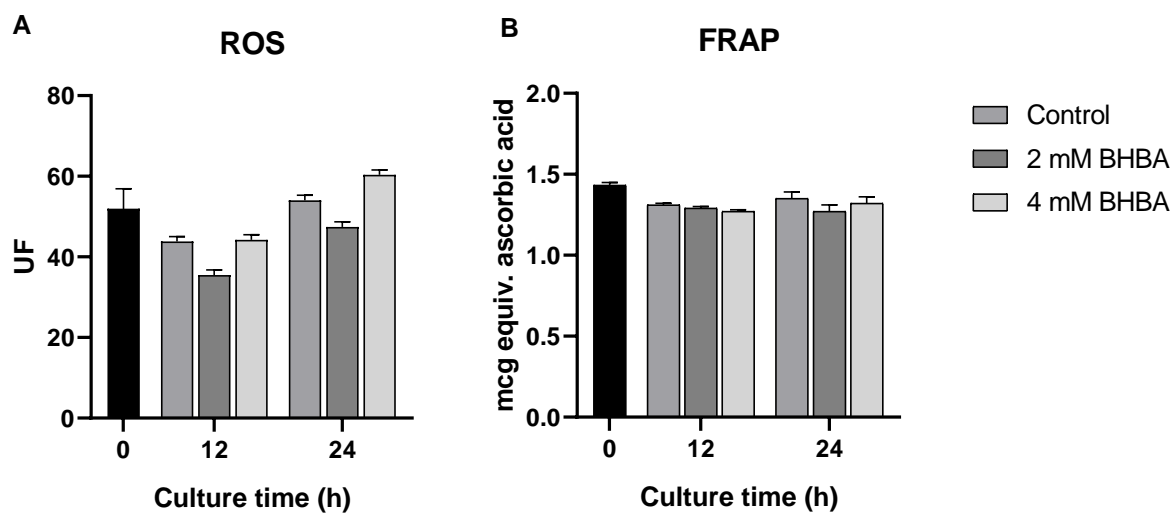 A
ROS
80
60
40
20
0
UF
0 12 24
Culture time (h)
B
FRAP
2.0
1.5
1.0
0.5
0.0
mcg equiv. ascorbic acid
0 12 24
Culture time (h)
Control
2 mM BHBA
4 mM BHBA